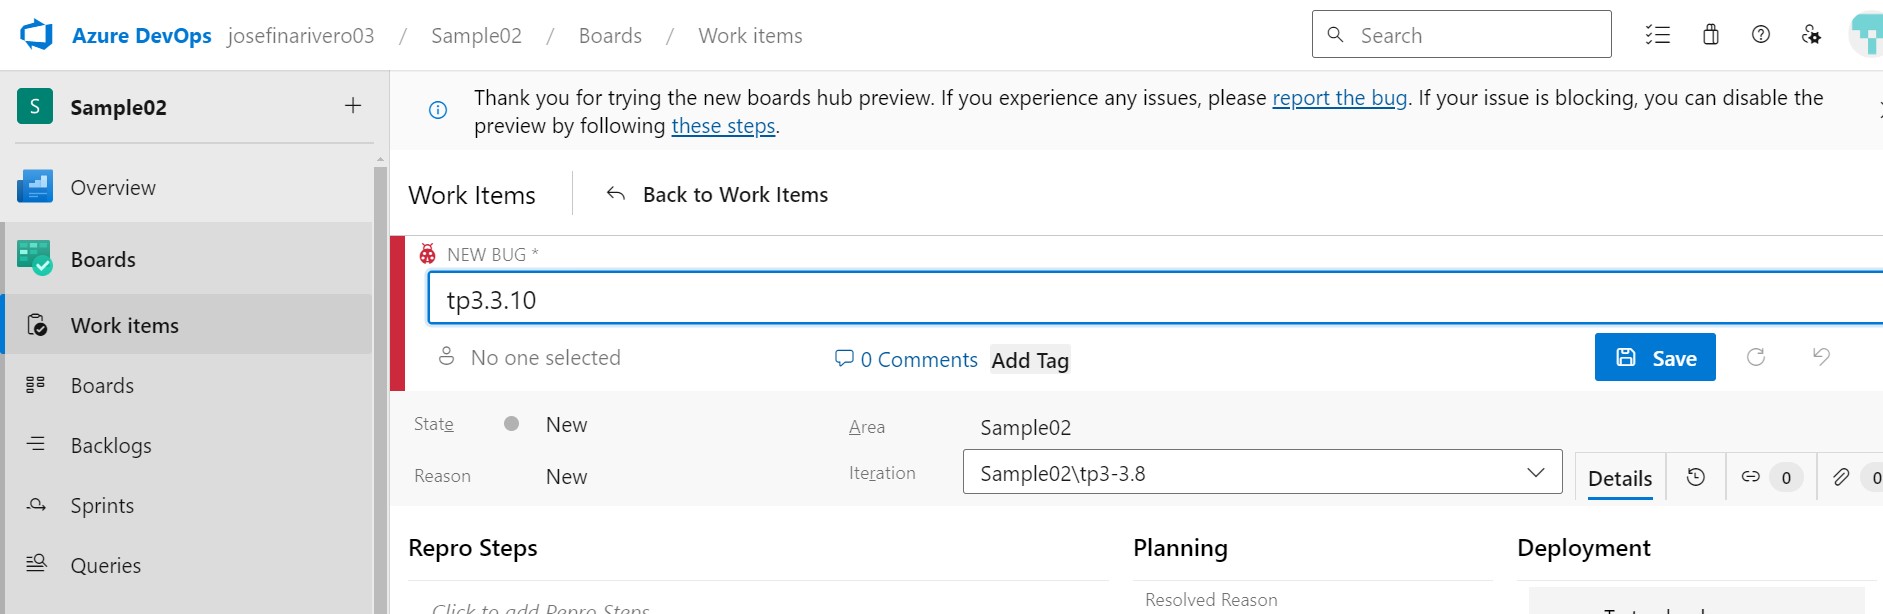 Azure DevOps josefinarivero03 / Sample02 / Boards / Work items
Search
S Sample02 +
Thank you for trying the new boards hub preview. If you experience any issues, please report the bug. If your issue is blocking, you can disable the
preview by following these steps.
Overview
Boards
Work items
Boards
Backlogs
Sprints
Queries
Work Items
Back to Work Items
NEW BUG *
tp3.3.10
No one selected
0 Comments
Add Tag
Save
State
New
Area
Sample02
Reason
New
Iteration
Sample02\tp3-3.8
Details
0
0
Repro Steps
Planning
Deployment
Click to add Repro Steps
Resolved Reason